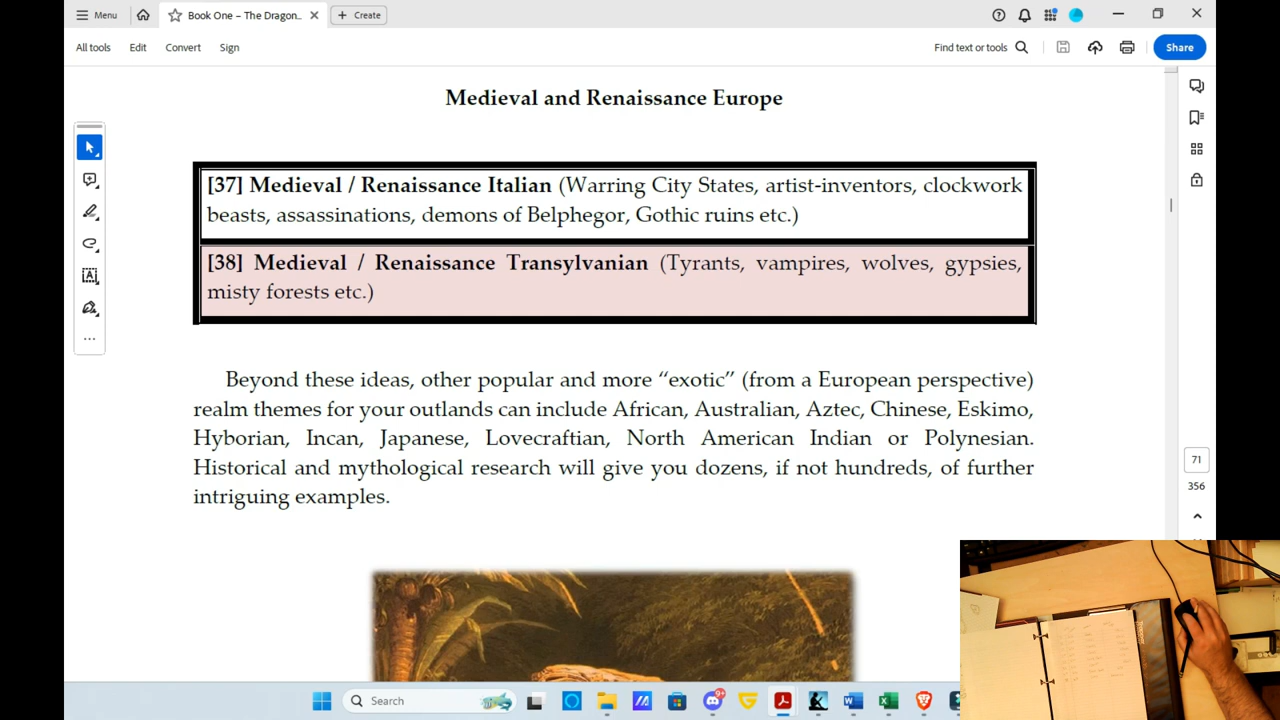 Menu
Book One – The Dragon...
Create
All tools
Edit
Convert
Sign
Find text or tools
Share
Medieval and Renaissance Europe
[37] Medieval / Renaissance Italian (Warring City States, artist-inventors, clockwork
beasts, assassinations, demons of Belphegor, Gothic ruins etc.)
[38] Medieval / Renaissance Transylvanian (Tyrants, vampires, wolves, gypsies,
misty forests etc.)
Beyond these ideas, other popular and more “exotic” (from a European perspective)
realm themes for your outlands can include African, Australian, Aztec, Chinese, Eskimo,
Hyborian, Incan, Japanese, Lovecraftian, North American Indian or Polynesian.
Historical and mythological research will give you dozens, if not hundreds, of further
intriguing examples.
71
356
Search